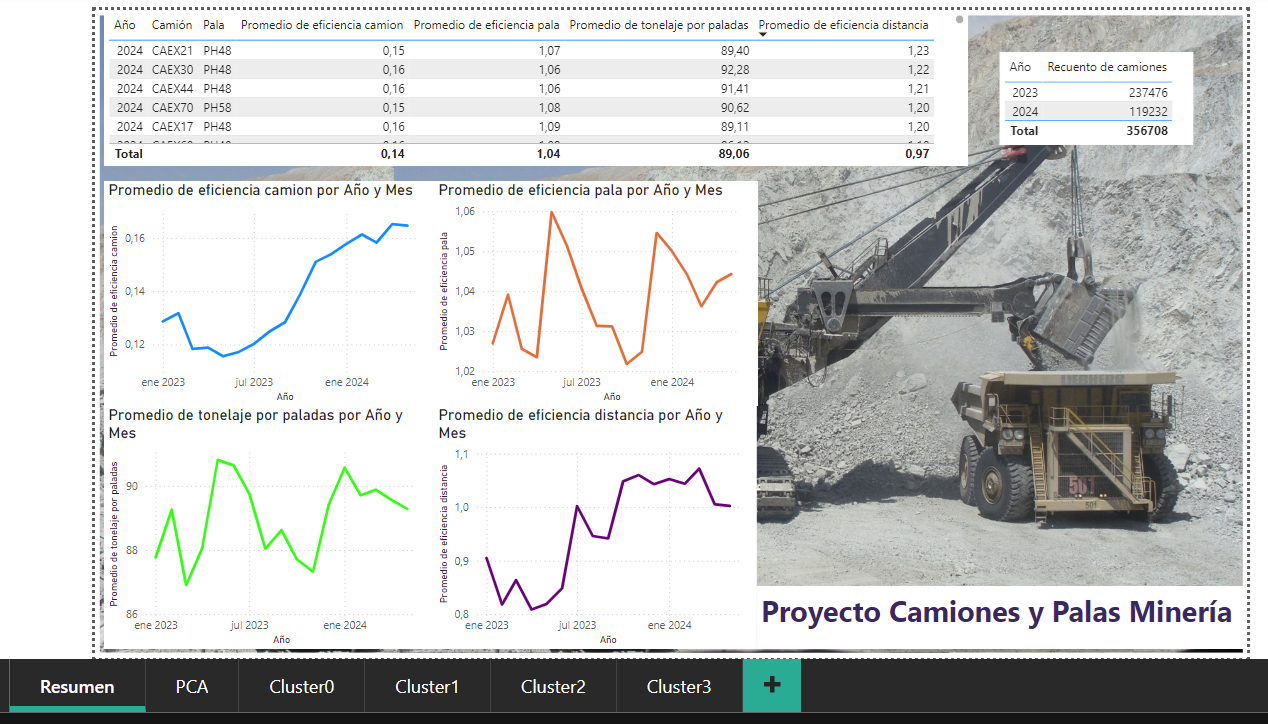 Año Camión Pala Promedio de eficiencia camion Promedio de eficiencia pala Promedio de tonelaje por paladas Promedio de eficiencia distancia
2024 CAEX21 PH48 0,15 1,07 89,40 1,23
2024 CAEX30 PH48 0,16 1,06 92,28 1,22
2024 CAEX44 PH48 0,16 1,06 91,41 1,21
2024 CAEX70 PH58 0,15 1,08 90,62 1,20
2024 CAEX17 PH48 0,16 1,09 89,11 1,20
Total 0,14 1,04 89,06 0,97
Año Recuento de camiones
2023 237476
2024 119232
Total 356708
Promedio de eficiencia camion por Año y Mes
Promedio de eficiencia camion
0,16
0,14
0,12
ene 2023 jul 2023 ene 2024
Año
Promedio de eficiencia pala por Año y Mes
Promedio de eficiencia pala
1,06
1,05
1,04
1,03
1,02
ene 2023 jul 2023 ene 2024
Año
Promedio de tonelaje por paladas por Año y
Mes
Promedio de tonelaje por paladas
90
88
86
ene 2023 jul 2023 ene 2024
Año
Promedio de eficiencia distancia por Año y
Mes
Promedio de eficiencia distancia
1,1
1,0
0,9
0,8
ene 2023 jul 2023 ene 2024
Año
LIEBHERR
501
501
Proyecto Camiones y Palas Minería
Resumen PCA Cluster0 Cluster1 Cluster2 Cluster3 +